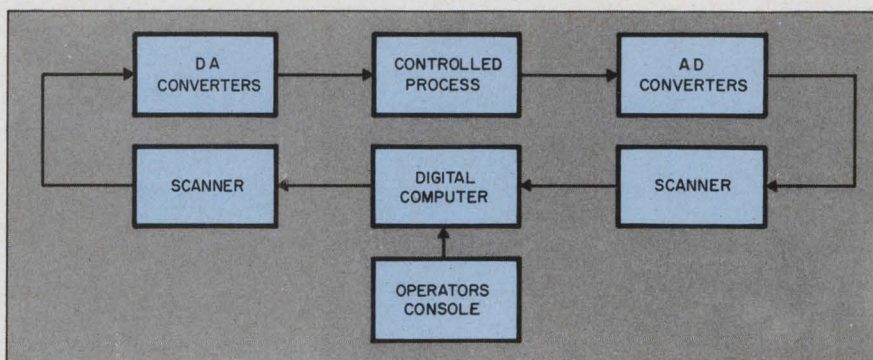 D A
CONVERTERS
CONTROLLED
PROCESS
A D
CONVERTERS
SCANNER
DIGITAL
COMPUTER
SCANNER
OPERATORS
CONSOLE